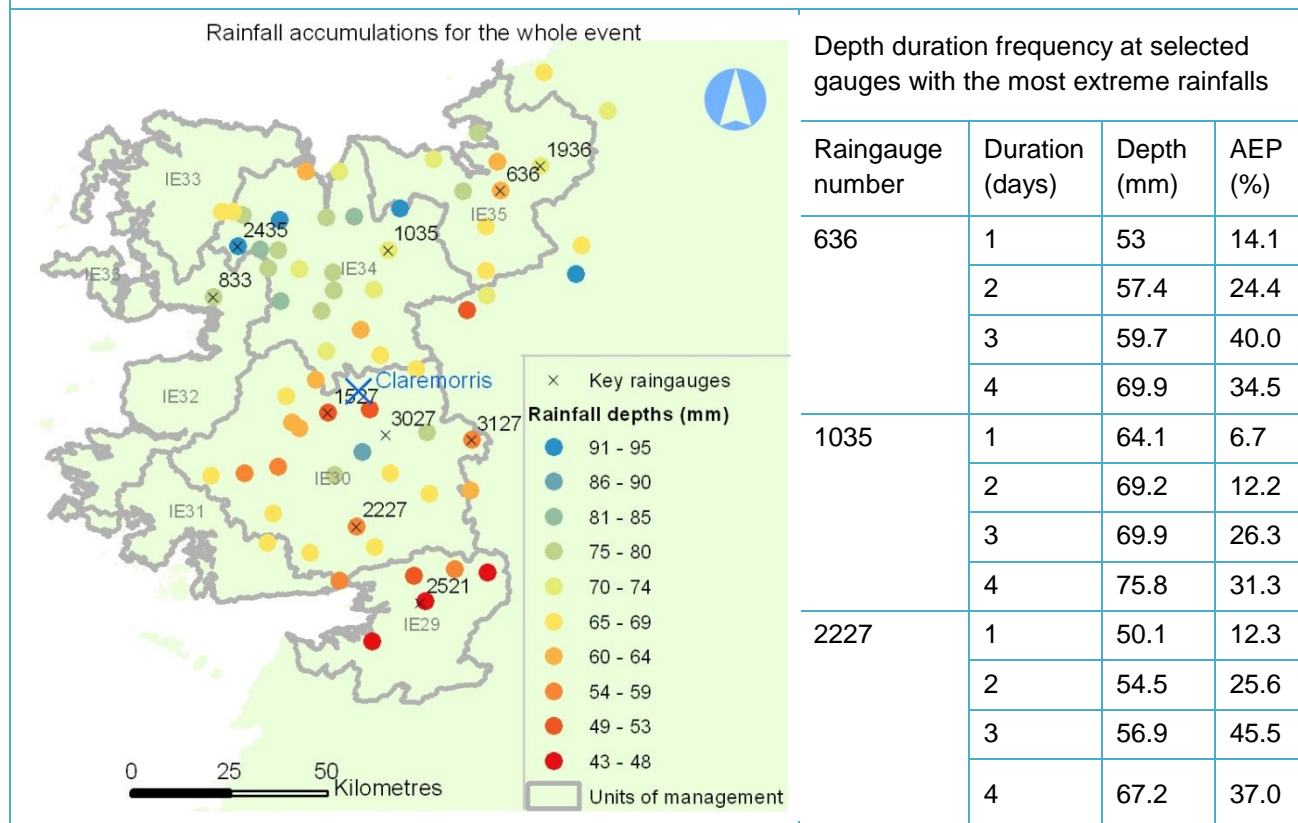 Rainfall accumulations for the whole event
1936
636
IE33
IE35
2435
1035
IE33
IE34
833
Claremorris
IE32
1527
3027
3127
IE30
IE31
2227
2521
IE29
Key raingauges
Rainfall depths (mm)
91 - 95
86 - 90
81 - 85
75 - 80
70 - 74
65 - 69
60 - 64
54 - 59
49 - 53
43 - 48
Units of management
0 25 50
Kilometres
Depth duration frequency at selected
gauges with the most extreme rainfalls
Raingauge number Duration (days) Depth (mm) AEP (%)
636 1 53 14.1
2 57.4 24.4
3 59.7 40.0
4 69.9 34.5
1035 1 64.1 6.7
2 69.2 12.2
3 69.9 26.3
4 75.8 31.3
2227 1 50.1 12.3
2 54.5 25.6
3 56.9 45.5
4 67.2 37.0